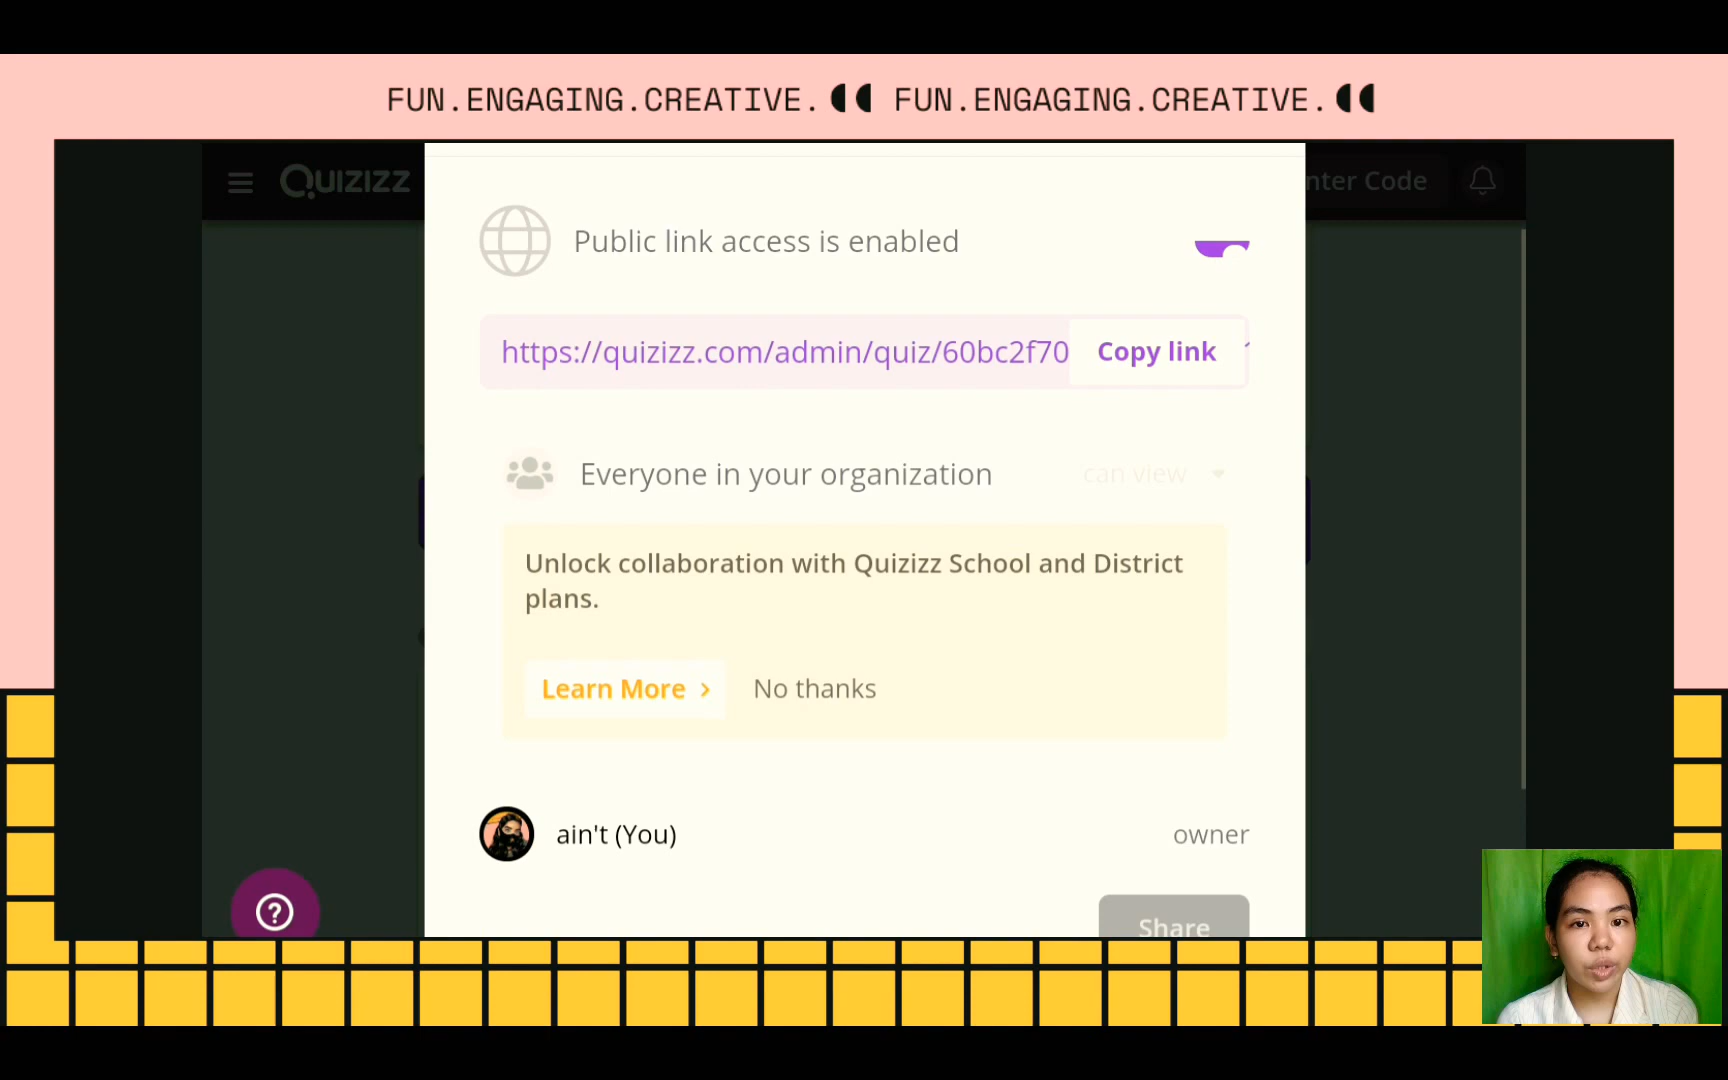 FUN.ENGAGING.CREATIVE. FUN.ENGAGING.CREATIVE.
Quizizz
nter Code
Public link access is enabled
https://quizizz.com/admin/quiz/60bc2f70
Copy link
Everyone in your organization
can view
Unlock collaboration with Quizizz School and District
plans.
Learn More
No thanks
ain't (You)
owner
Share